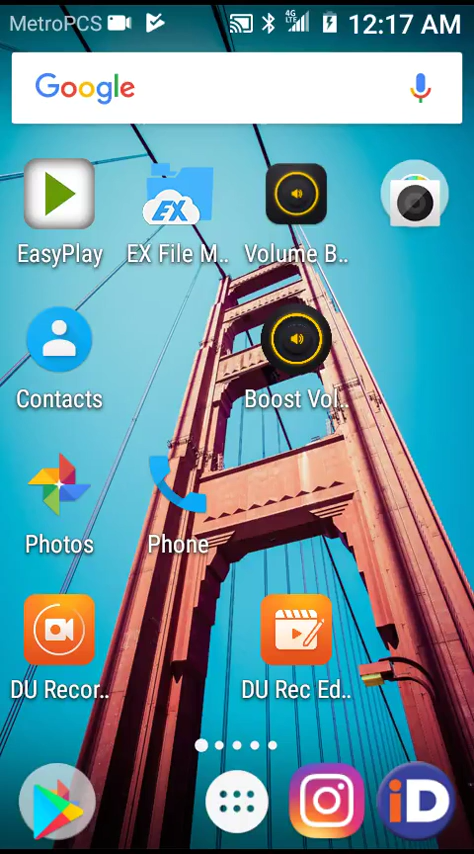 MetroPCS 4G LTE 12:17 AM
Google
EasyPlay EX File M.. Volume B..
EX
Contacts Boost Vol..
Photos Phone
DU Recor.. DU Rec Ed..
iD